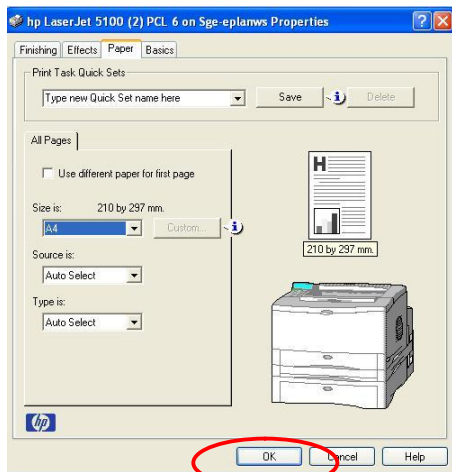 hp LaserJet 5100 (2) PCL 6 on Sge-eplanws Properties
Finishing Effects Paper Basics
Print Task Quick Sets
Type new Quick Set name here Save Delete
All Pages
Use different paper for first page
Size is: 210 by 297 mm.
A4 Custom...
Source is:
Auto Select
Type is:
Auto Select
H
210 by 297 mm.
hp
OK Cancel Help